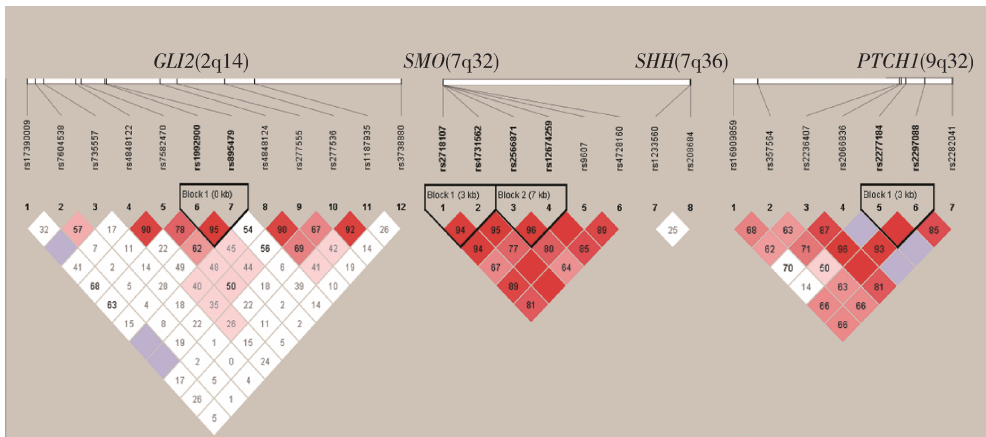 GLI2(2q14) SMO(7q32) SHH(7q36) PTCH1(9q32)
rs17390009 rs7604538 rs735557 rs4848122 rs7582470 rs1992900 rs895479 rs4848124 rs277555 rs277536 rs11187935 rs3738880
rs2718107 rs4731562 rs2566871 rs12674259 rs9607 rs4728160 rs1233560 rs208684
rs16909859 rs357564 rs2236407 rs2066836 rs2277184 rs2297088 rs2282041
Block 1 (0 kb) Block 1 (3 kb) Block 2 (7 kb) Block 1 (3 kb)
1 2 3 4 5 6 7 8 9 10 11 12 1 2 3 4 5 6 7 8 1 2 3 4 5 6 7
32 57 17 90 78 95 54 90 67 92 26 94 95 96 89 25 68 63 87 85
7 11 62 45 56 69 42 94 77 80 65 62 71 96 93
41 2 14 49 48 44 6 41 19 67 64 70 50
68 4 28 40 50 18 39 10 89 14 63 81
63 5 18 35 22 2 14 81 66 66
15 8 26 11 2 66
19 1 15 5
2 0 24
17 5 4
26 1
5